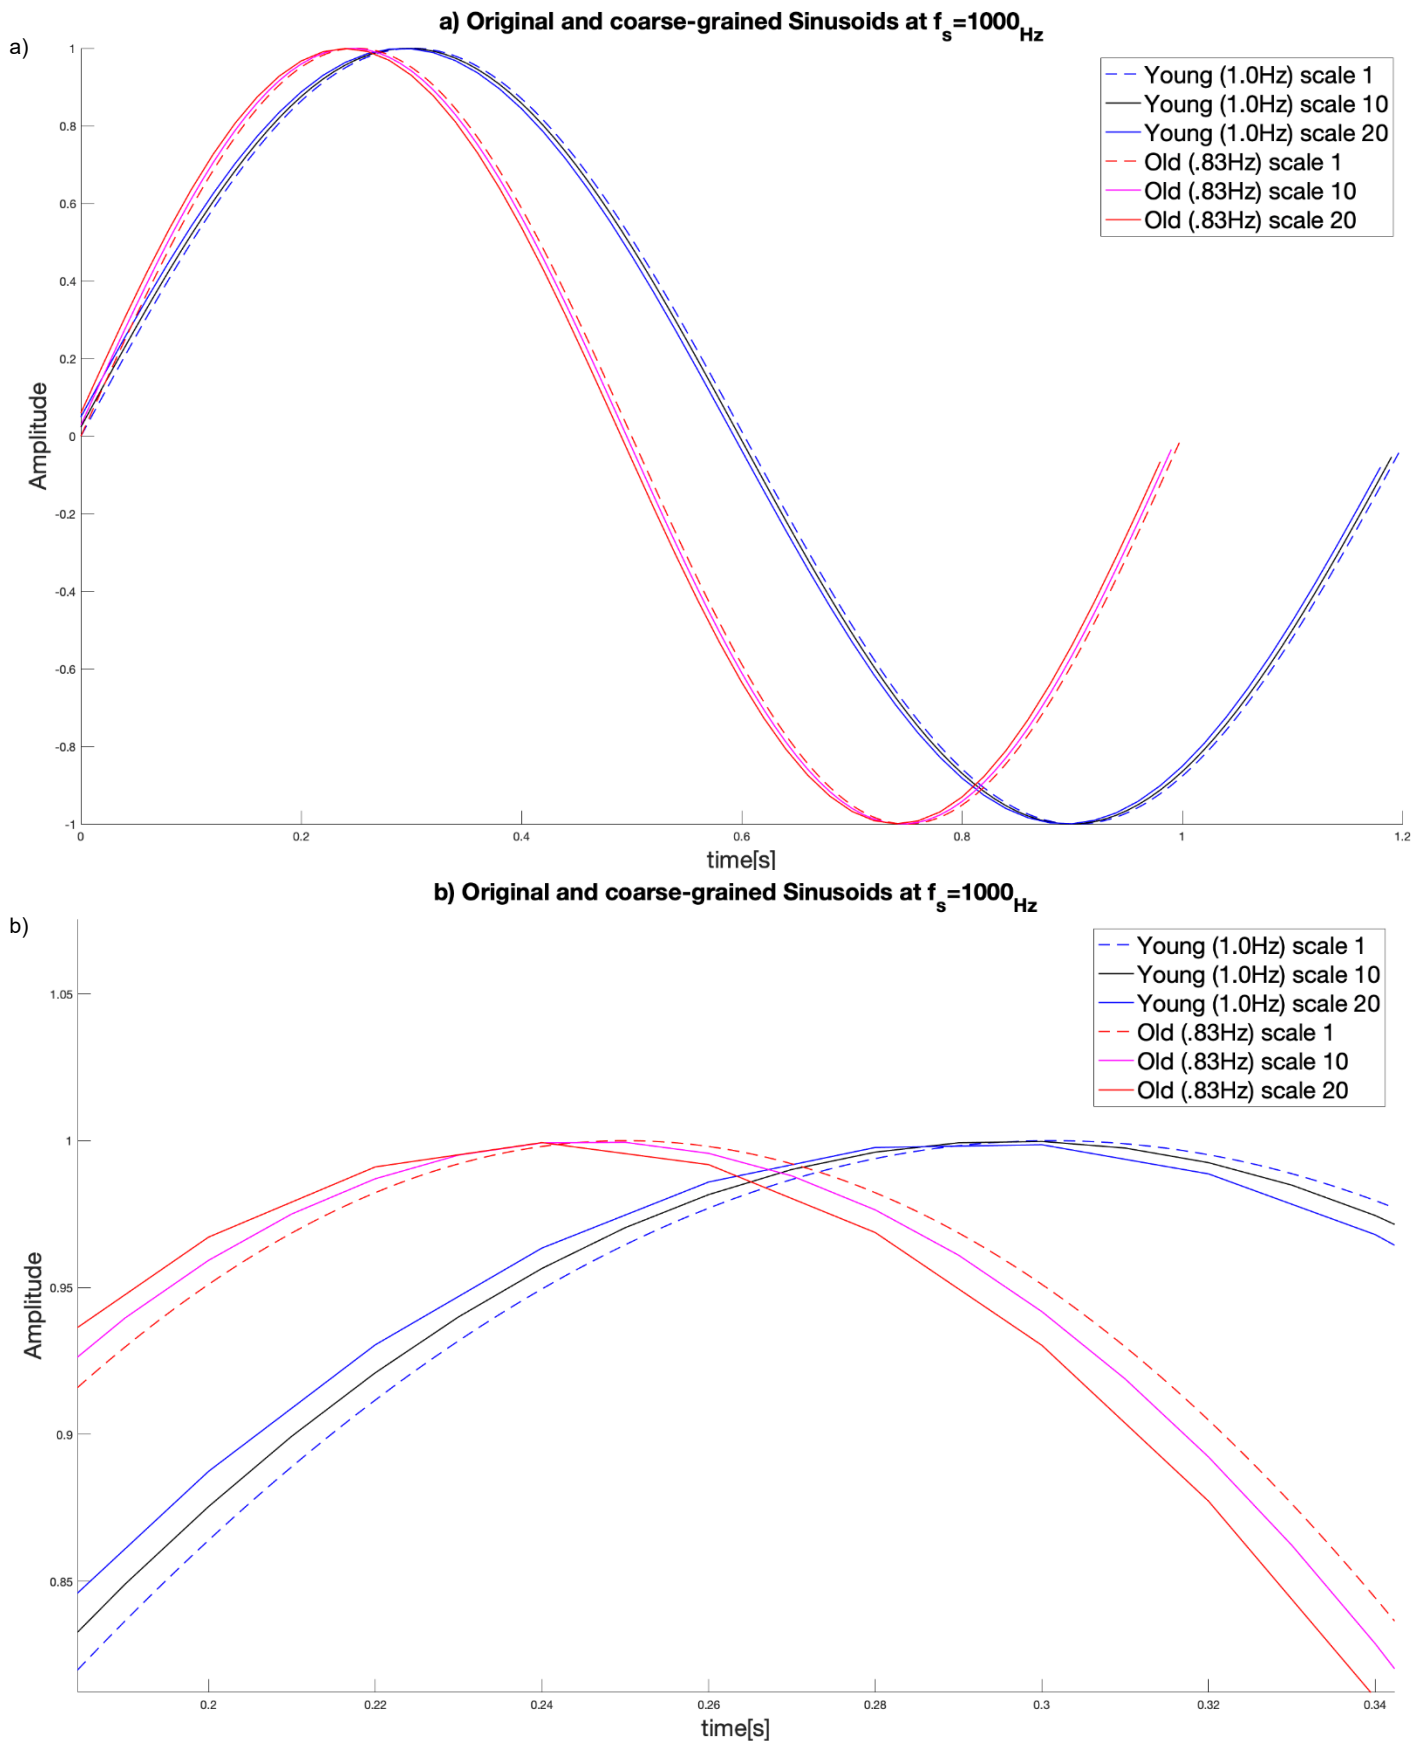 a) Original and coarse-grained Sinusoids at fs=1000Hz
a)
Young (1.0Hz) scale 1
Young (1.0Hz) scale 10
Young (1.0Hz) scale 20
Old (.83Hz) scale 1
Old (.83Hz) scale 10
Old (.83Hz) scale 20
1
0.8
0.6
0.4
0.2
0
-0.2
-0.4
-0.6
-0.8
-1
Amplitude
0 0.2 0.4 0.6 0.8 1 1.2
time[s]
b) Original and coarse-grained Sinusoids at fs=1000Hz
b)
Young (1.0Hz) scale 1
Young (1.0Hz) scale 10
Young (1.0Hz) scale 20
Old (.83Hz) scale 1
Old (.83Hz) scale 10
Old (.83Hz) scale 20
1.05
1
0.95
0.9
0.85
Amplitude
0.2 0.22 0.24 0.26 0.28 0.3 0.32 0.34
time[s]